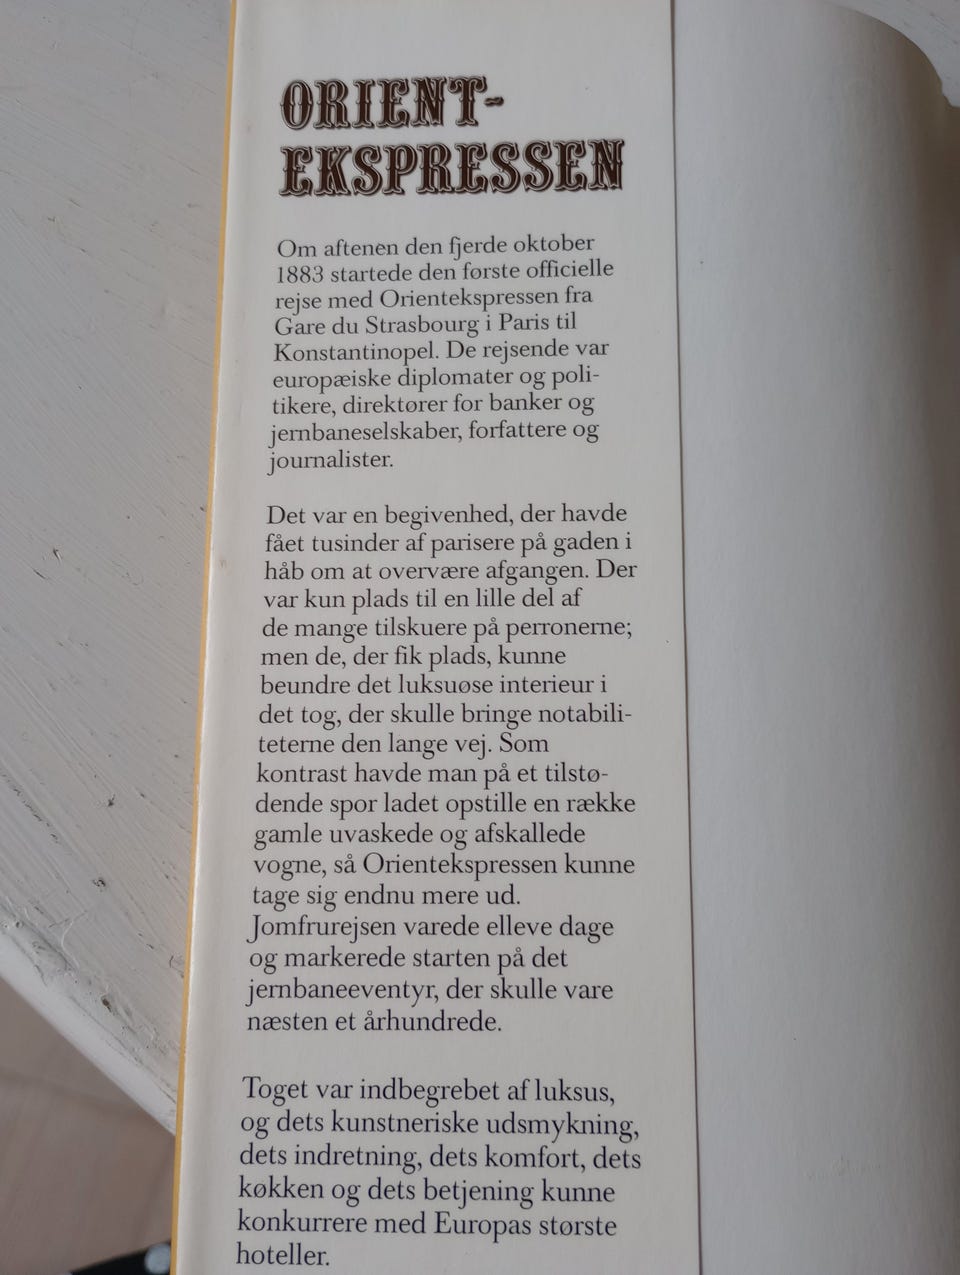 ORIENT-
EKSPRESSEN
Om aftenen den fjerde oktober
1883 startede den første officielle
rejse med Orientekspressen fra
Gare du Strasbourg i Paris til
Konstantinopel. De rejsende var
europæiske diplomater og poli-
tikere, direktører for banker og
jernbaneselskaber, forfattere og
journalister.
Det var en begivenhed, der havde
fået tusinder af parisere på gaden i
håb om at overvære afgangen. Der
var kun plads til en lille del af
de mange tilskuere på perronerne;
men de, der fik plads, kunne
beundre det luksuøse interieur i
det tog, der skulle bringe notabili-
teterne den lange vej. Som
kontrast havde man på et tilstø-
dende spor ladet opstille en række
gamle uvaskede og afskallede
vogne, så Orientekspressen kunne
tage sig endnu mere ud.
Jomfrurejsen varede elleve dage
og markerede starten på det
jernbaneeventyr, der skulle vare
næsten et århundrede.
Toget var indbegrebet af luksus,
og dets kunstneriske udsmykning,
dets indretning, dets komfort, dets
køkken og dets betjening kunne
konkurrere med Europas største
hoteller.